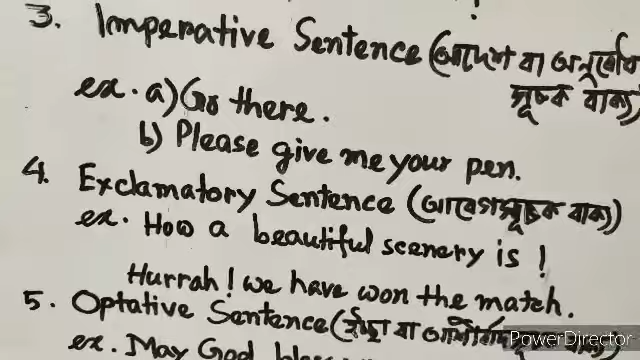 3. Imperative Sentence (আদেশ বা অনুরোধ
সূচক বাক্য)
ex. a) Go there.
b) Please give me your pen.
4. Exclamatory Sentence (আবেগসূচক বাক্য)
ex. How a beautiful scenery is !
Hurrah! we have won the match.
5. Optative Sentence (ইচ্ছা বা আশীর্বাদ
PowerDirector
ex. May God